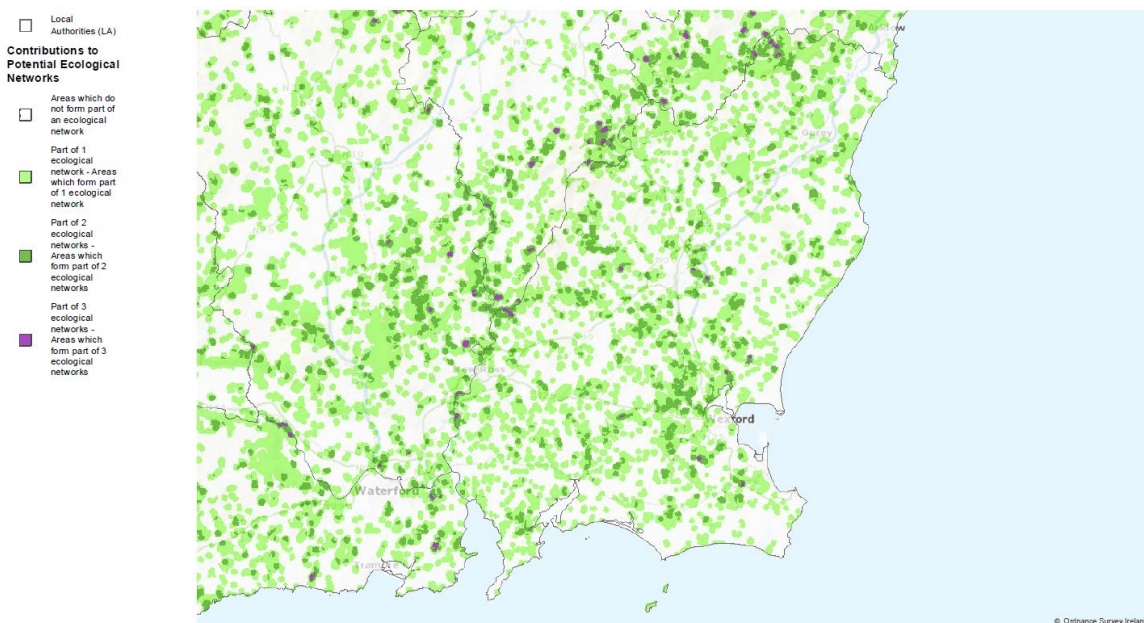 Local
Authorities (LA)
Contributions to
Potential Ecological
Networks
Areas which do
not form part of
an ecological
network
Part of 1
ecological
network - Areas
which form part
of 1 ecological
network
Part of 2
ecological
networks -
Areas which
form part of 2
ecological
networks
Part of 3
ecological
networks -
Areas which
form part of 3
ecological
networks
Arklow
Gorey
New Ross
Wexford
Waterford
Tramore
© Ordnance Survey Irelan